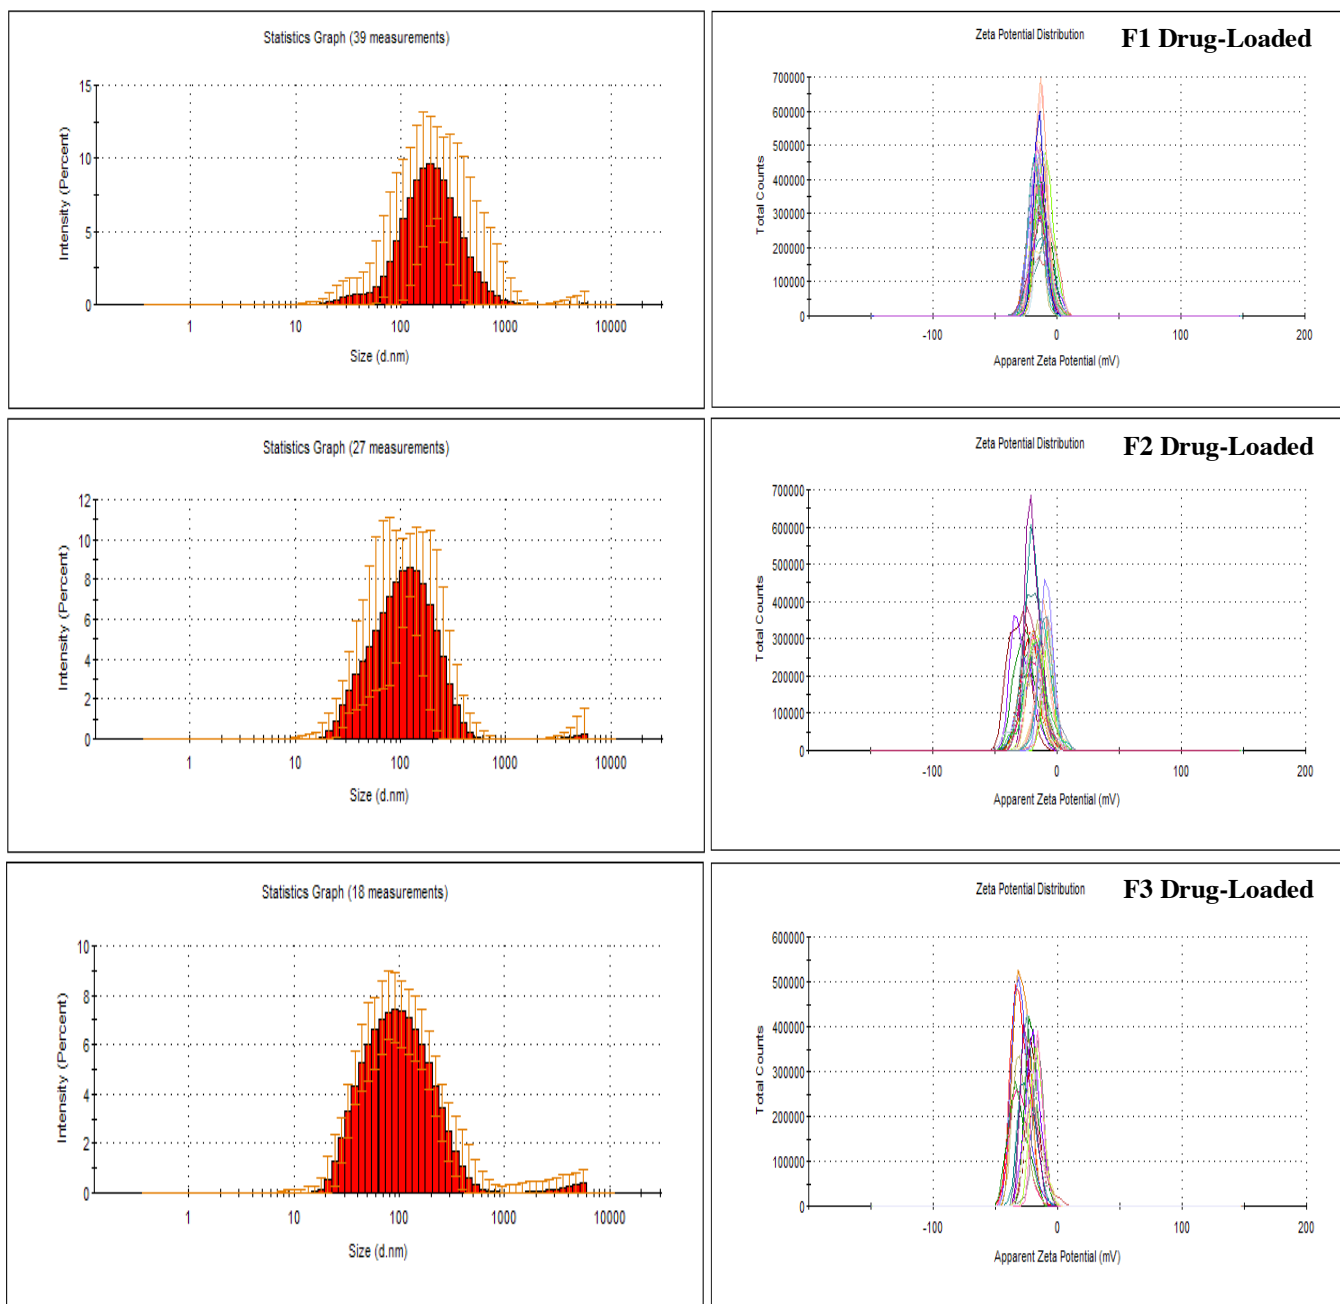 Statistics Graph (39 measurements)
15
10
5
0
Intensity (Percent)
1 10 100 1000 10000
Size (d.nm)
Zeta Potential Distribution
F1 Drug-Loaded
700000
600000
500000
400000
300000
200000
100000
0
Total Counts
-100 0 100 200
Apparent Zeta Potential (mV)
Statistics Graph (27 measurements)
12
10
8
6
4
2
0
Intensity (Percent)
1 10 100 1000 10000
Size (d.nm)
Zeta Potential Distribution
F2 Drug-Loaded
700000
600000
500000
400000
300000
200000
100000
0
Total Counts
-100 0 100 200
Apparent Zeta Potential (mV)
Statistics Graph (18 measurements)
10
8
6
4
2
0
Intensity (Percent)
1 10 100 1000 10000
Size (d.nm)
Zeta Potential Distribution
F3 Drug-Loaded
600000
500000
400000
300000
200000
100000
0
Total Counts
-100 0 100 200
Apparent Zeta Potential (mV)